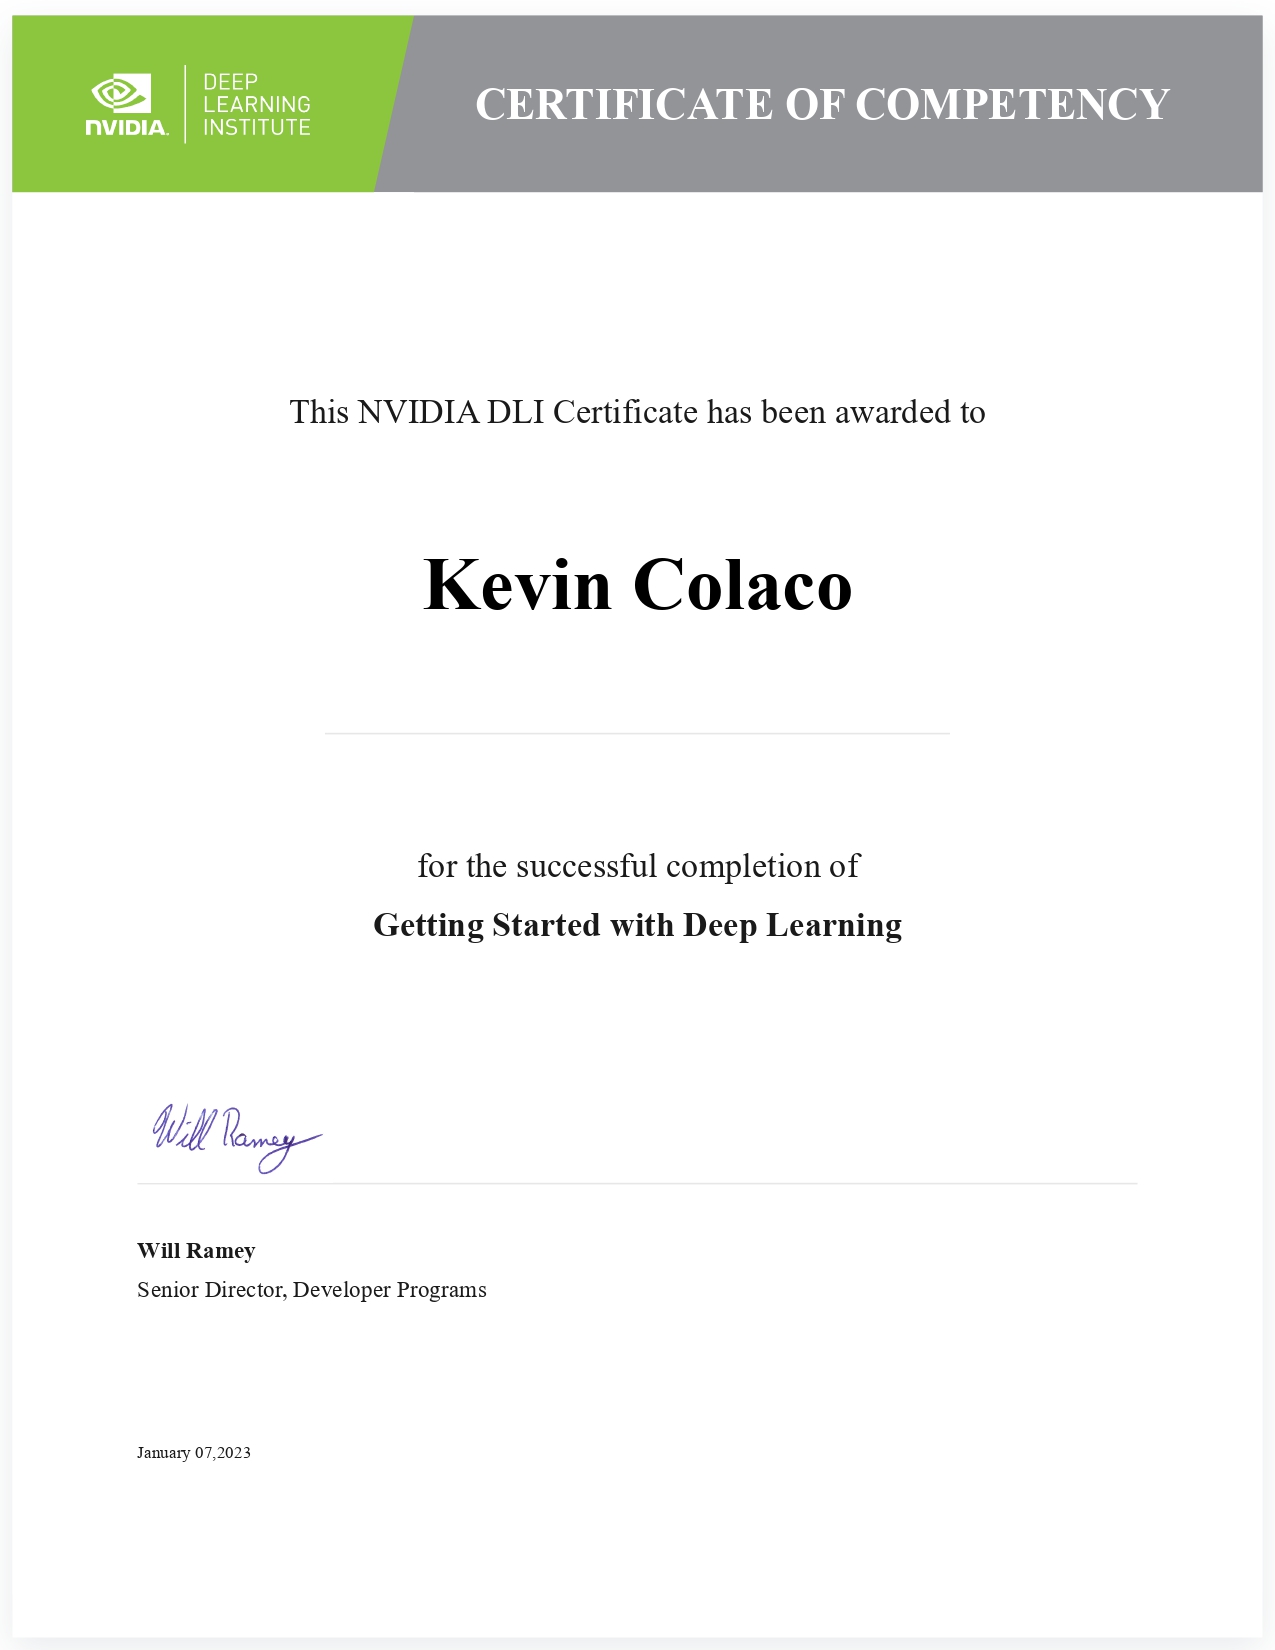 NVIDIA.
DEEP
LEARNING
INSTITUTE
CERTIFICATE OF COMPETENCY
This NVIDIA DLI Certificate has been awarded to
Kevin Colaco
for the successful completion of
Getting Started with Deep Learning
Will Ramey
Will Ramey
Senior Director, Developer Programs
January 07,2023